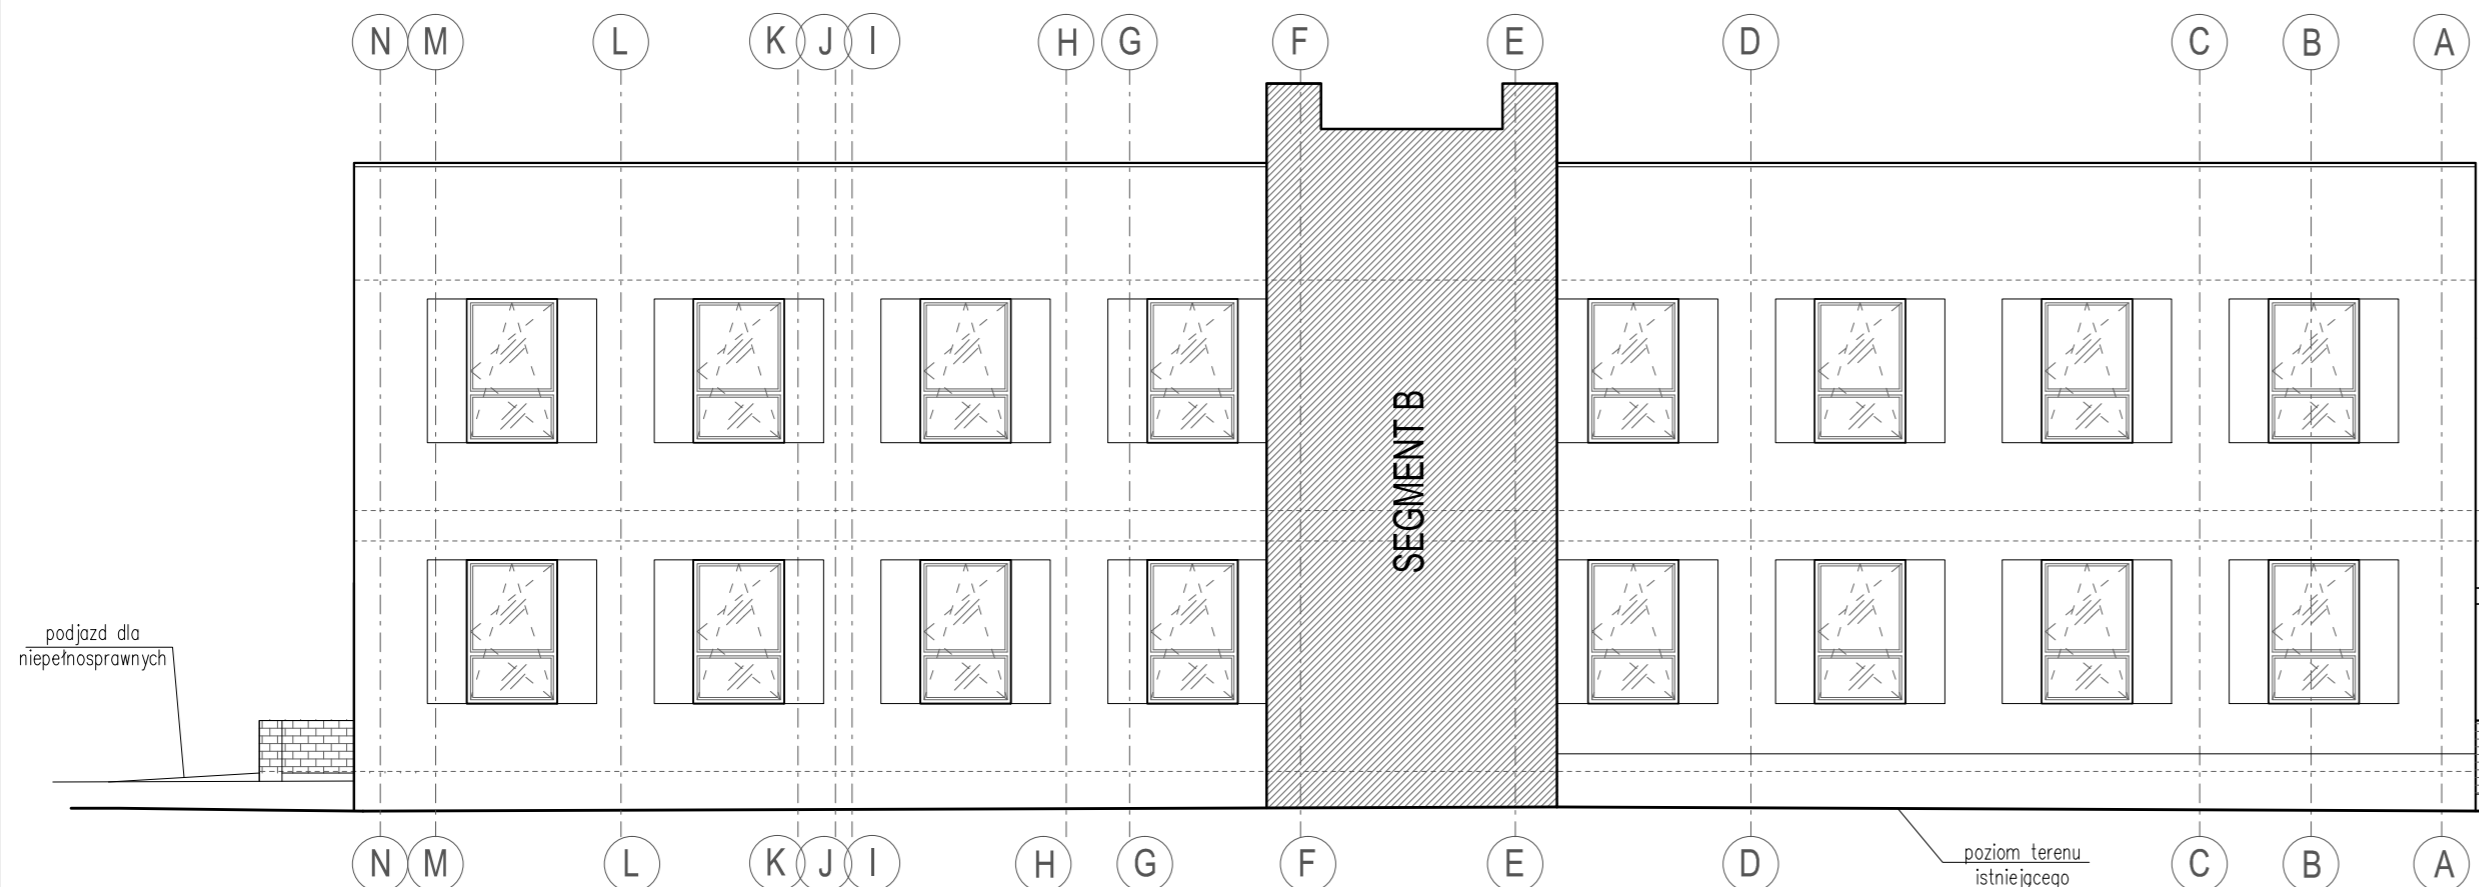 N M L K J I H G F E D C B A
SEGMENT B
podjazd dla
niepełnosprawnych
poziom terenu
istniejącego
N M L K J I H G F E D C B A